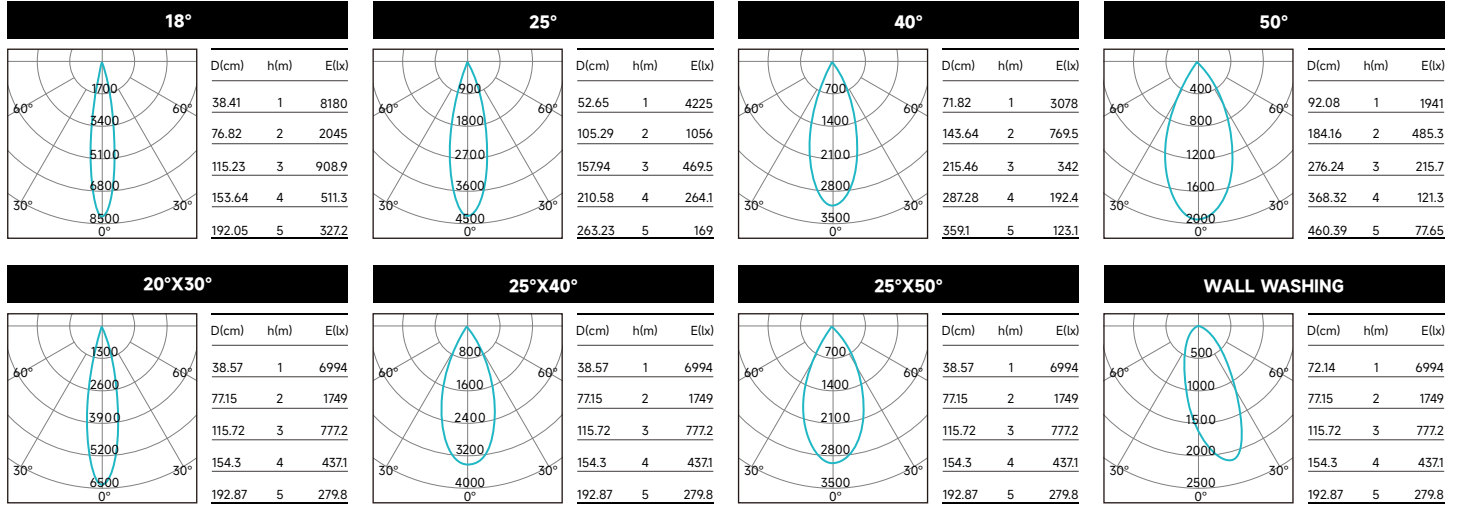 18°
1700
3400
5100
6800
8500
60° 60°
30° 30°
0°
D(cm) h(m) E(lx)
38.41 1 8180
76.82 2 2045
115.23 3 908.9
153.64 4 511.3
192.05 5 327.2
25°
900
1800
2700
3600
4500
60° 60°
30° 30°
0°
D(cm) h(m) E(lx)
52.65 1 4225
105.29 2 1056
157.94 3 469.5
210.58 4 264.1
263.23 5 169
40°
700
1400
2100
2800
3500
60° 60°
30° 30°
0°
D(cm) h(m) E(lx)
71.82 1 3078
143.64 2 769.5
215.46 3 342
287.28 4 192.4
359.1 5 123.1
50°
400
800
1200
1600
2000
60° 60°
30° 30°
0°
D(cm) h(m) E(lx)
92.08 1 1941
184.16 2 485.3
276.24 3 215.7
368.32 4 121.3
460.39 5 77.65
20°X30°
1300
2600
3900
5200
6500
60° 60°
30° 30°
0°
D(cm) h(m) E(lx)
38.57 1 6994
77.15 2 1749
115.72 3 777.2
154.3 4 437.1
192.87 5 279.8
25°X40°
800
1600
2400
3200
4000
60° 60°
30° 30°
0°
D(cm) h(m) E(lx)
38.57 1 6994
77.15 2 1749
115.72 3 777.2
154.3 4 437.1
192.87 5 279.8
25°X50°
700
1400
2100
2800
3500
60° 60°
30° 30°
0°
D(cm) h(m) E(lx)
38.57 1 6994
77.15 2 1749
115.72 3 777.2
154.3 4 437.1
192.87 5 279.8
WALL WASHING
500
1000
1500
2000
2500
60° 60°
30° 30°
0°
D(cm) h(m) E(lx)
72.14 1 6994
77.15 2 1749
115.72 3 777.2
154.3 4 437.1
192.87 5 279.8